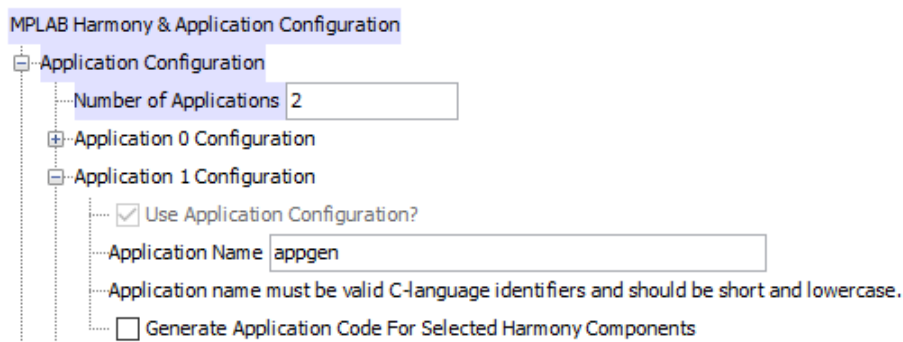 MPLAB Harmony & Application Configuration
Application Configuration
Number of Applications 2
Application 0 Configuration
Application 1 Configuration
Use Application Configuration?
Application Name appgen
Application name must be valid C-language identifiers and should be short and lowercase.
Generate Application Code For Selected Harmony Components